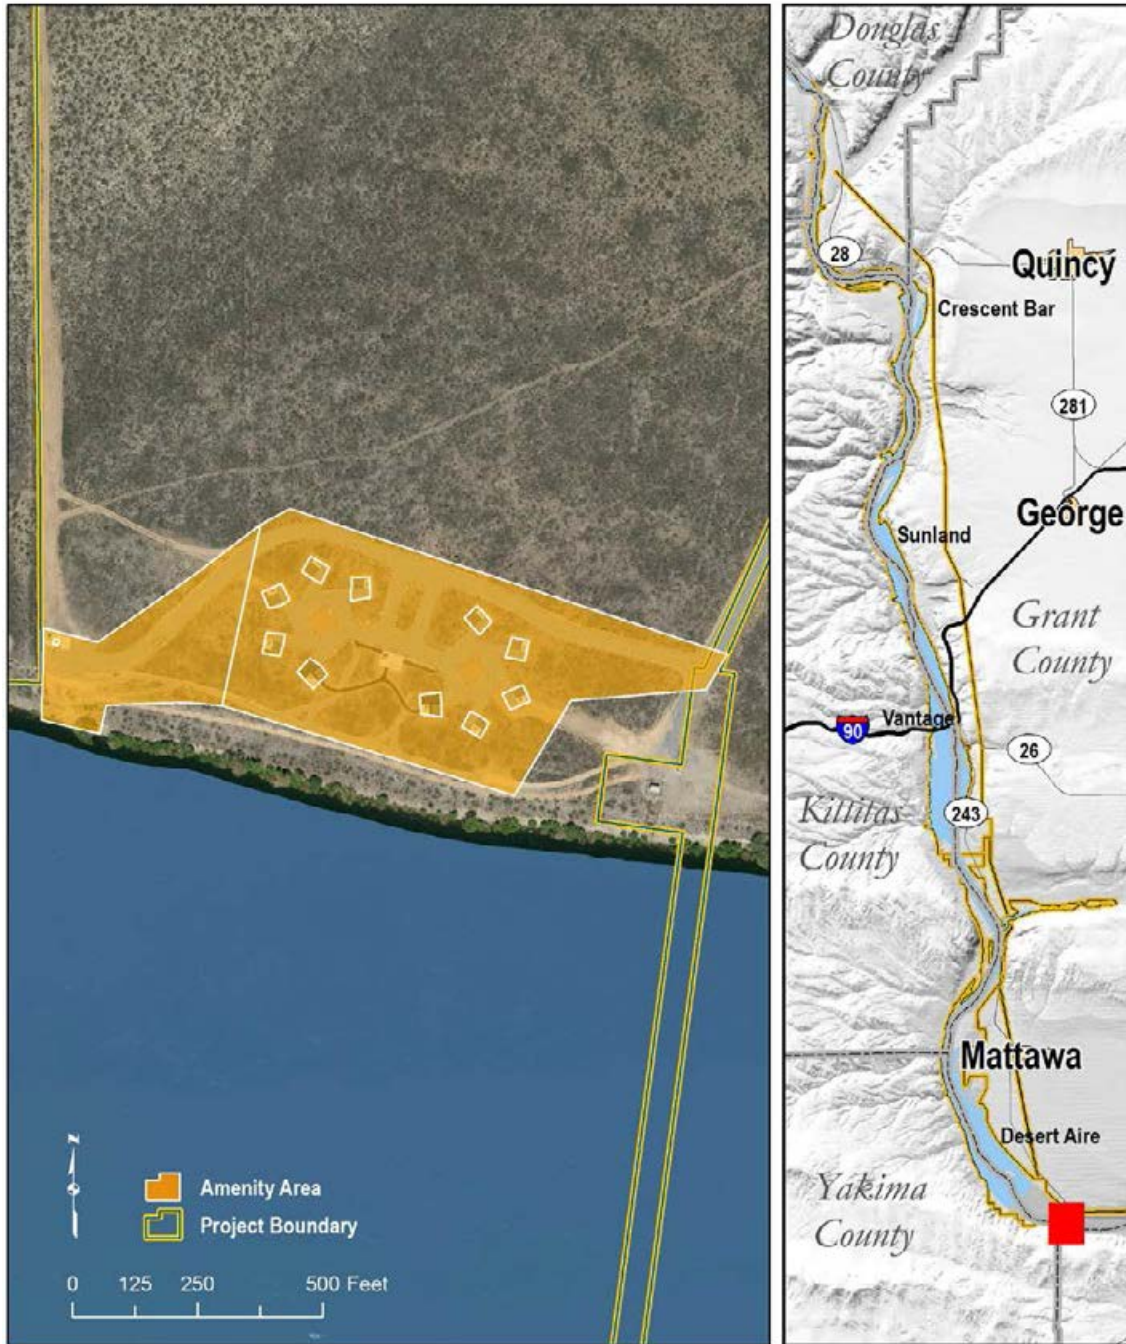 N
Amenity Area
Project Boundary
0 125 250 500 Feet
Douglas
County
28
Quincy
Crescent Bar
281
George
Sunland
Grant
County
Vantage
90
26
243
Kittitas
County
Mattawa
Desert Aire
Yakima
County